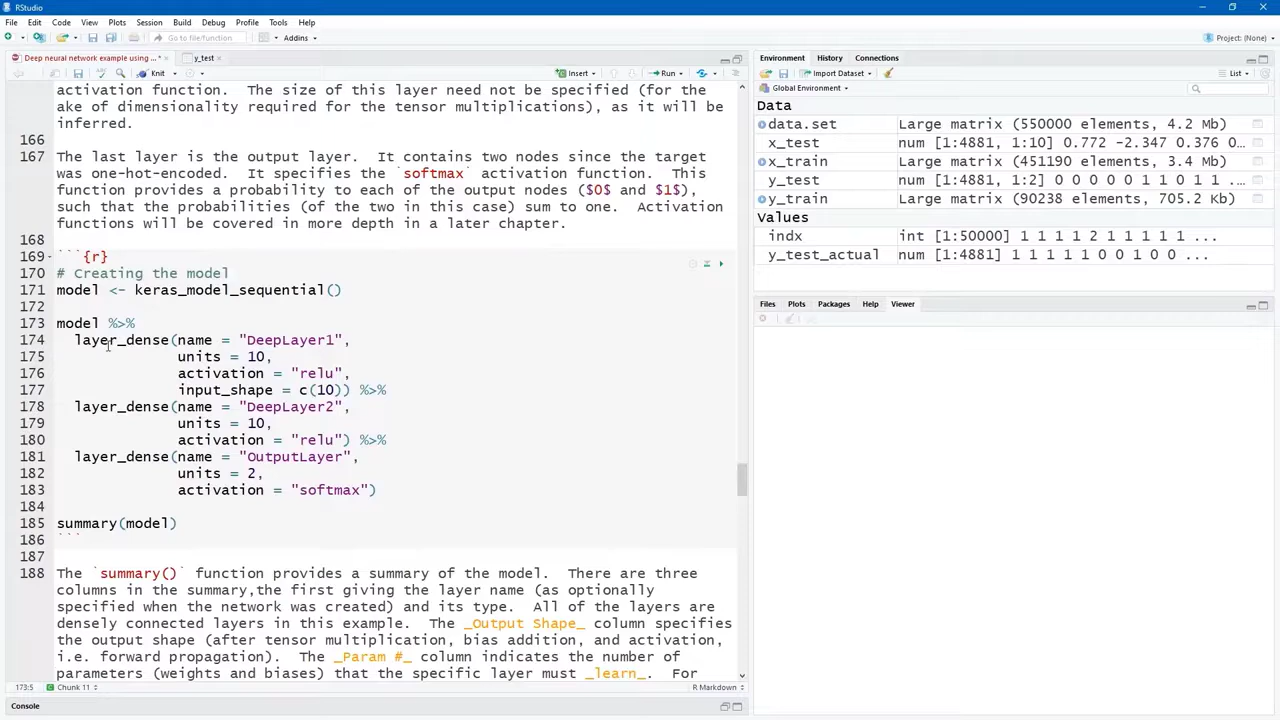 RStudio
File Edit Code View Plots Session Build Debug Profile Tools Help
Go to file/function Addins Project: (None)
Deep neural network example using ...* y_test
Knit Insert Run
activation function.  The size of this layer need not be specified (for the
ake of dimensionality required for the tensor multiplications), as it will be
inferred.
166
167 The last layer is the output layer.  It contains two nodes since the target
was one-hot-encoded.  It specifies the `softmax` activation function.  This
function provides a probability to each of the output nodes ($0$ and $1$),
such that the probabilities (of the two in this case) sum to one.  Activation
functions will be covered in more depth in a later chapter.
168
169 ```{r}
170 # Creating the model
171 model <- keras_model_sequential()
172
173 model %>%
174 layer_dense(name = "DeepLayer1",
175 units = 10,
176 activation = "relu",
177 input_shape = c(10)) %>%
178 layer_dense(name = "DeepLayer2",
179 units = 10,
180 activation = "relu") %>%
181 layer_dense(name = "OutputLayer",
182 units = 2,
183 activation = "softmax")
184
185 summary(model)
186 ```
187
188 The `summary()` function provides a summary of the model.  There are three
columns in the summary,the first giving the layer name (as optionally
specified when the network was created) and its type.  All of the layers are
densely connected layers in this example.  The _Output Shape_ column specifies
the output shape (after tensor multiplication, bias addition, and activation,
i.e. forward propagation).  The _Param #_ column indicates the number of
parameters (weights and biases) that the specific layer must _learn_.  For
173:5 Chunk 11 R Markdown
Console
Environment History Connections
Import Dataset List
Global Environment
Data
data.set Large matrix (550000 elements, 4.2 Mb)
x_test num [1:4881, 1:10] 0.772 -2.347 0.376 0...
x_train Large matrix (451190 elements, 3.4 Mb)
y_test num [1:4881, 1:2] 0 0 0 0 0 1 1 0 1 1 ...
y_train Large matrix (90238 elements, 705.2 Kb)
Values
indx int [1:50000] 1 1 1 1 2 1 1 1 1 1 ...
y_test_actual num [1:4881] 1 1 1 1 1 0 0 1 0 0 ...
Files Plots Packages Help Viewer